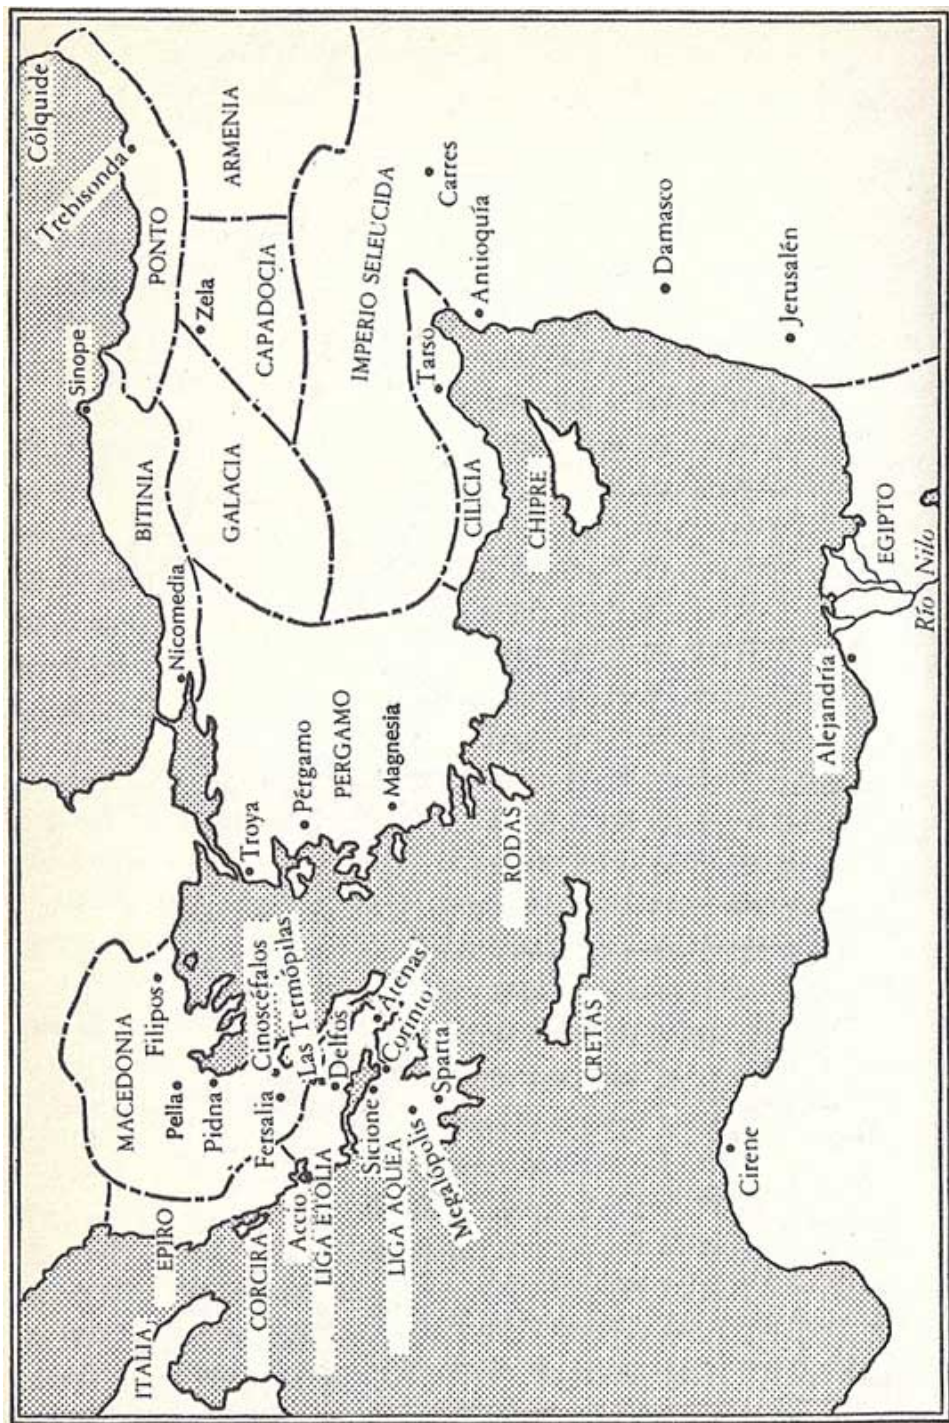 Cólquide
Trebisonda
PONTO
ARMENIA
Sinope
Zela
CAPADOCIA
BITINIA
GALACIA
Nicomedia
IMPERIO SELEUCIDA
Carres
Antioquía
Tarso
CILICIA
Damasco
Jerusalén
CHIPRE
EGIPTO
Río Nilo
Alejandría
Troya
Pérgamo
PERGAMO
Magnesia
RODAS
CRETAS
MACEDONIA
Filipos
Pella
Pidna
Cinoscéfalos
Las Termópilas
Fersalia
Delfos
Atenas
Corinto
Sicione
Sparta
Megalópolis
ITALIA
EPIRO
CORCIRA
Accio
LIGA ETOLIA
LIGA AQUEA
Cirene